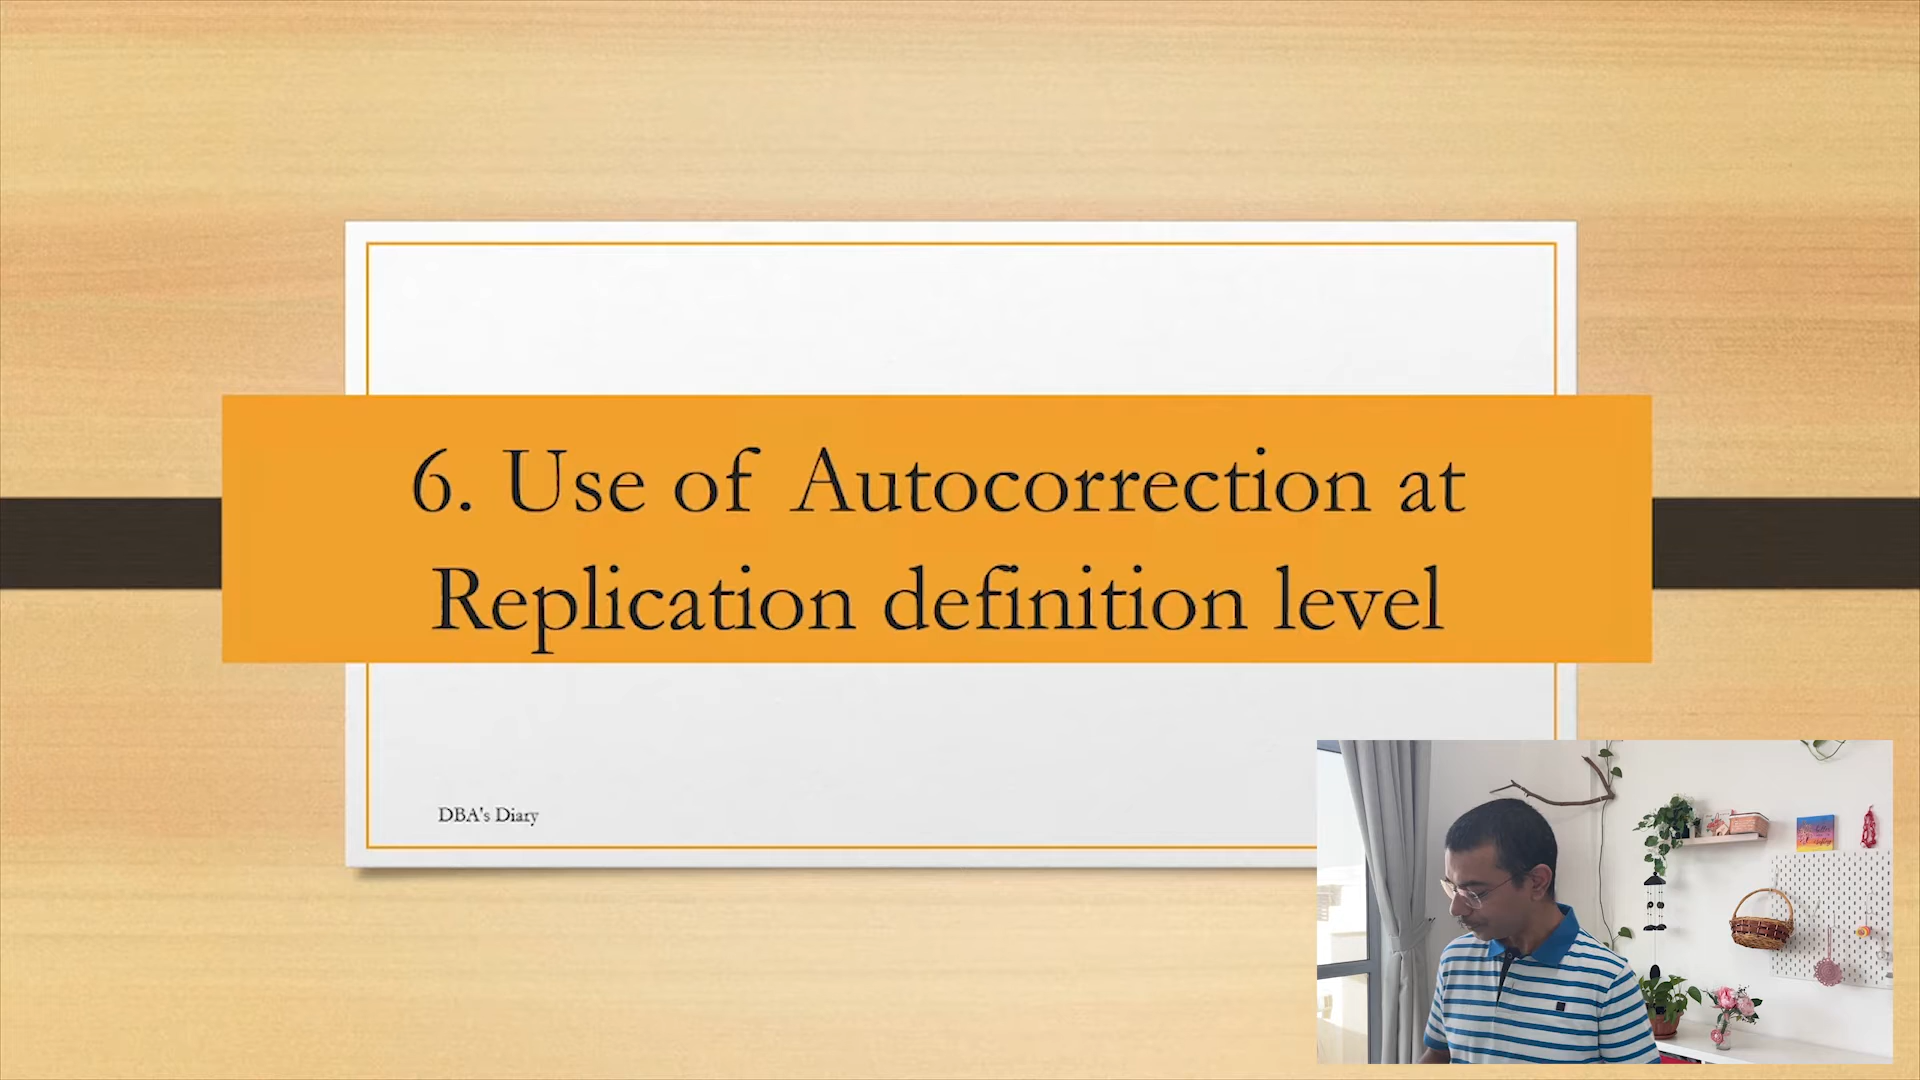 6. Use of Autocorrection at
Replication definition level
DBA's Diary